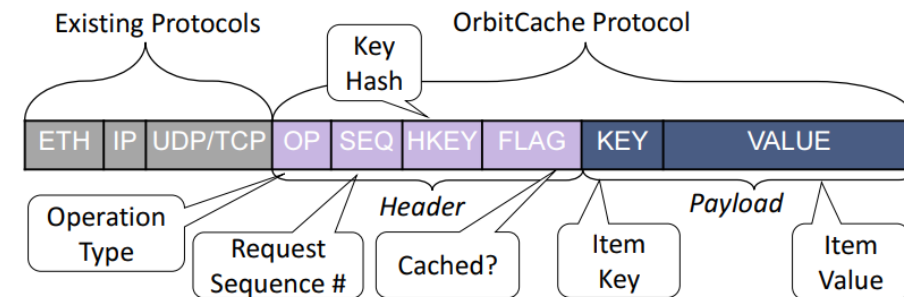 Existing Protocols
OrbitCache Protocol
Key
Hash
ETH IP UDP/TCP OP SEQ HKEY FLAG KEY VALUE
Header
Payload
Operation
Type
Request
Sequence #
Cached?
Item
Key
Item
Value